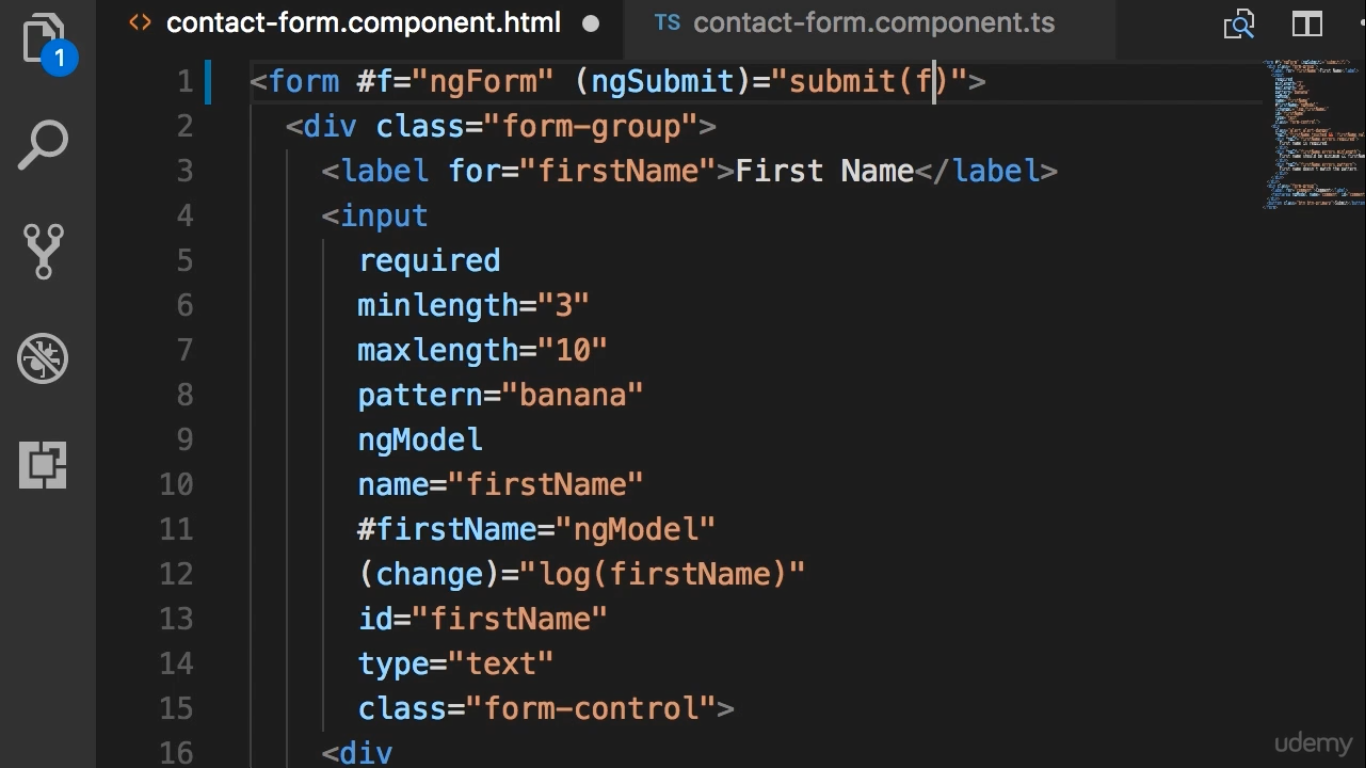 <> contact-form.component.html ●
TS contact-form.component.ts
1
1 <form #f="ngForm" (ngSubmit)="submit(f)">
2 <div class="form-group">
3 <label for="firstName">First Name</label>
4 <input
5 required
6 minlength="3"
7 maxlength="10"
8 pattern="banana"
9 ngModel
10 name="firstName"
11 #firstName="ngModel"
12 (change)="log(firstName)"
13 id="firstName"
14 type="text"
15 class="form-control">
16 <div
udemy